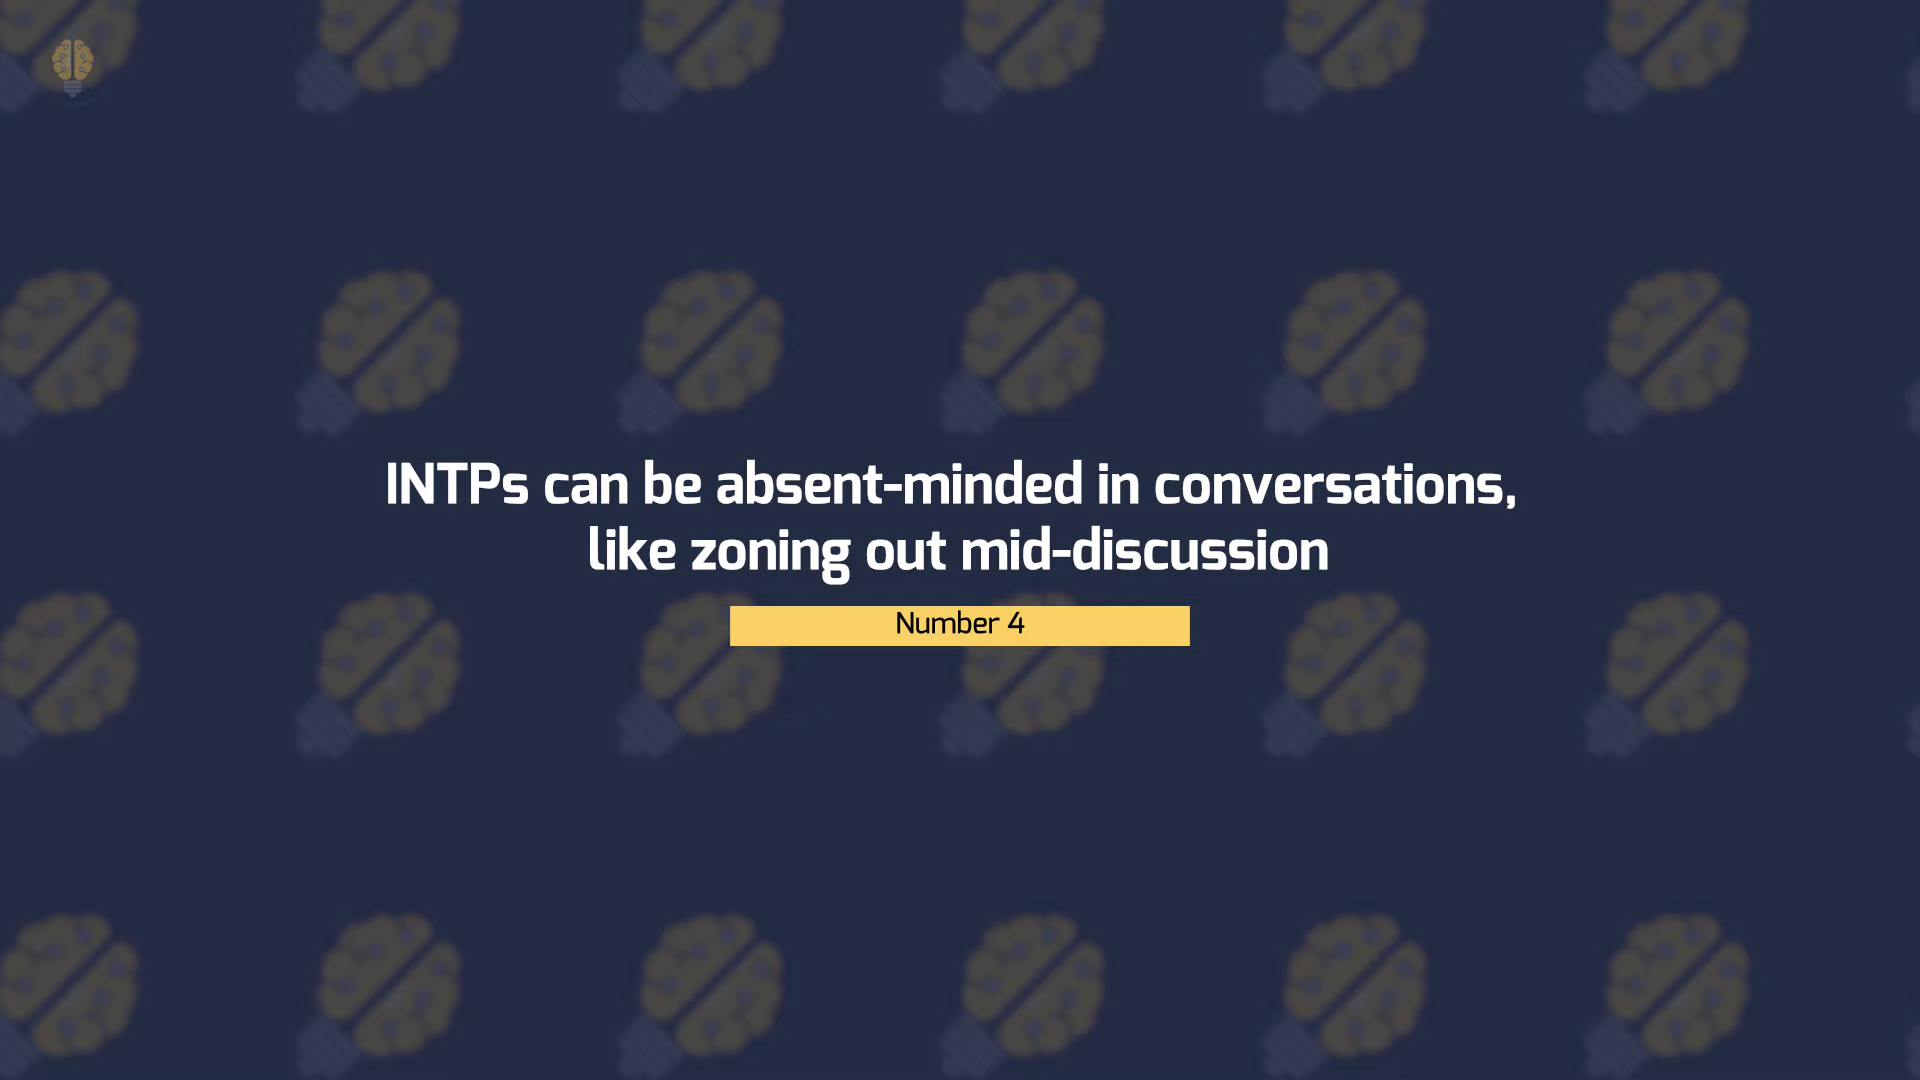 INTPs can be absent-minded in conversations,
like zoning out mid-discussion
Number 4